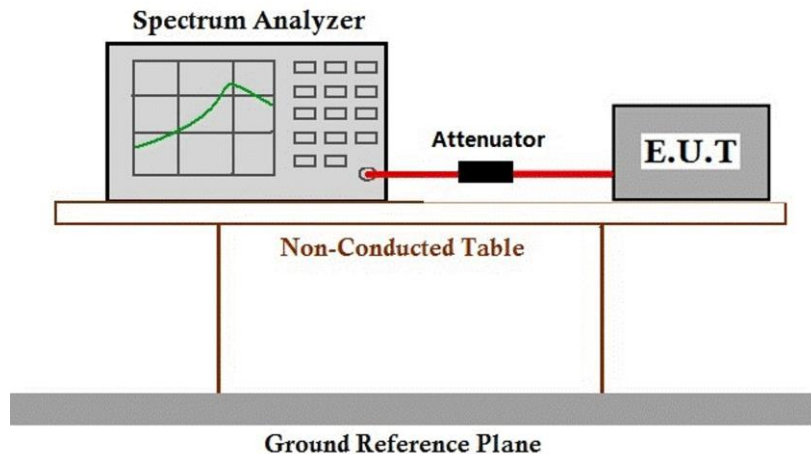 Spectrum Analyzer
Attenuator
E.U.T
Non-Conducted Table
Ground Reference Plane